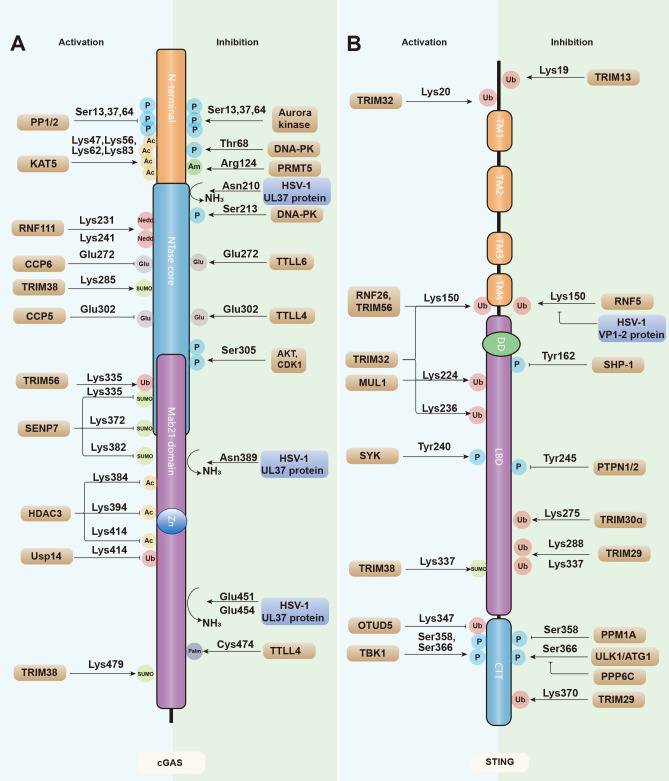 A
Activation
Inhibition
N-terminal
PP1/2
Ser13,37,64
P
P
P
P
P
P
Ser13,37,64
Aurora
kinase
Lys47,Lys56,
Lys62,Lys83
KAT5
Ac
Ac
Ac
Ac
P
Thr68
DNA-PK
Am
Arg124
PRMT5
NTase core
Asn210
NH₃
HSV-1
UL37 protein
P
Ser213
DNA-PK
RNF111
Lys231
Nedd
Lys241
Nedd
CCP6
Glu272
Glu
Glu
Glu272
TTLL6
TRIM38
Lys285
SUMO
CCP5
Glu302
Glu
Glu
Glu302
TTLL4
P
P
Ser305
AKT,
CDK1
Mab21 domain
TRIM56
Lys335
Ub
Lys335
SUMO
SENP7
Lys372
SUMO
Lys382
SUMO
Asn389
NH₃
HSV-1
UL37 protein
HDAC3
Lys384
Ac
Lys394
Ac
Lys414
Ac
Zn
Usp14
Lys414
Ub
Glu451
Glu454
NH₃
HSV-1
UL37 protein
Palm
Cys474
TTLL4
TRIM38
Lys479
SUMO
cGAS
B
Activation
Inhibition
Ub
Lys19
TRIM13
TRIM32
Lys20
Ub
TM1
TM2
TM3
TM4
RNF26,
TRIM56
Lys150
Ub
Ub
Lys150
RNF5
HSV-1
VP1-2 protein
DD
TRIM32
P
Tyr162
SHP-1
MUL1
Lys224
Ub
Lys236
Ub
LBD
SYK
Tyr240
P
P
Tyr245
PTPN1/2
Ub
Lys275
TRIM30α
Ub
Lys288
TRIM29
Ub
Lys337
TRIM38
Lys337
SUMO
OTUD5
Lys347
Ub
TBK1
Ser358,
Ser366
P
P
CTT
P
Ser358
PPM1A
P
Ser366
ULK1/ATG1
PPP6C
Ub
Lys370
TRIM29
STING